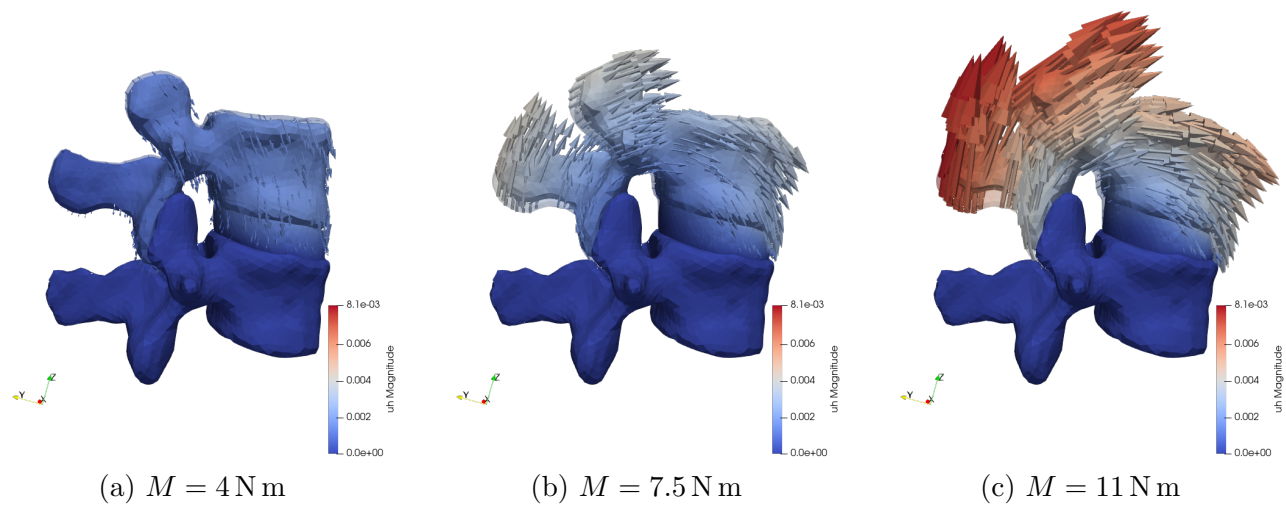 8.1e-03
0.006
0.004
0.002
0.0e+00
uh Magnitude
Z
Y
X
(a) M = 4 N m
8.1e-03
0.006
0.004
0.002
0.0e+00
uh Magnitude
Z
Y
X
(b) M = 7.5 N m
8.1e-03
0.006
0.004
0.002
0.0e+00
uh Magnitude
Z
Y
X
(c) M = 11 N m